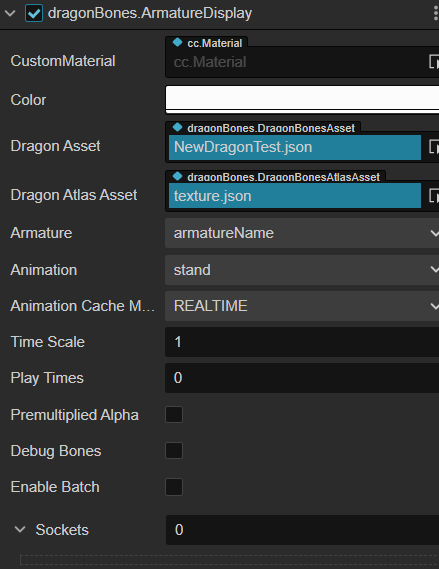 dragonBones.ArmatureDisplay
cc.Material
CustomMaterial cc.Material
Color
dragonBones.DragonBonesAsset
Dragon Asset NewDragonTest.json
dragonBones.DragonBonesAtlasAsset
Dragon Atlas Asset texture.json
Armature armatureName
Animation stand
Animation Cache M... REALTIME
Time Scale 1
Play Times 0
Premultiplied Alpha
Debug Bones
Enable Batch
Sockets 0